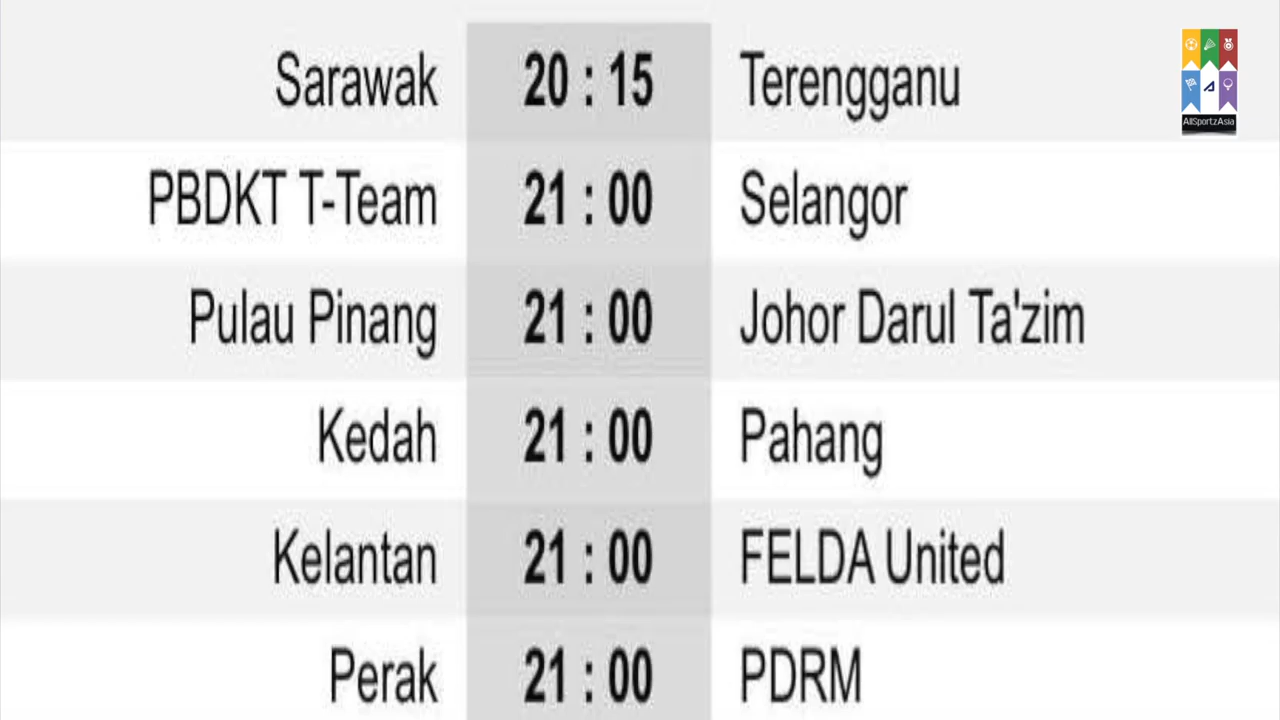 Sarawak 20 : 15 Terengganu
PBDKT T-Team 21 : 00 Selangor
Pulau Pinang 21 : 00 Johor Darul Ta'zim
Kedah 21 : 00 Pahang
Kelantan 21 : 00 FELDA United
Perak 21 : 00 PDRM
AllSportzAsia